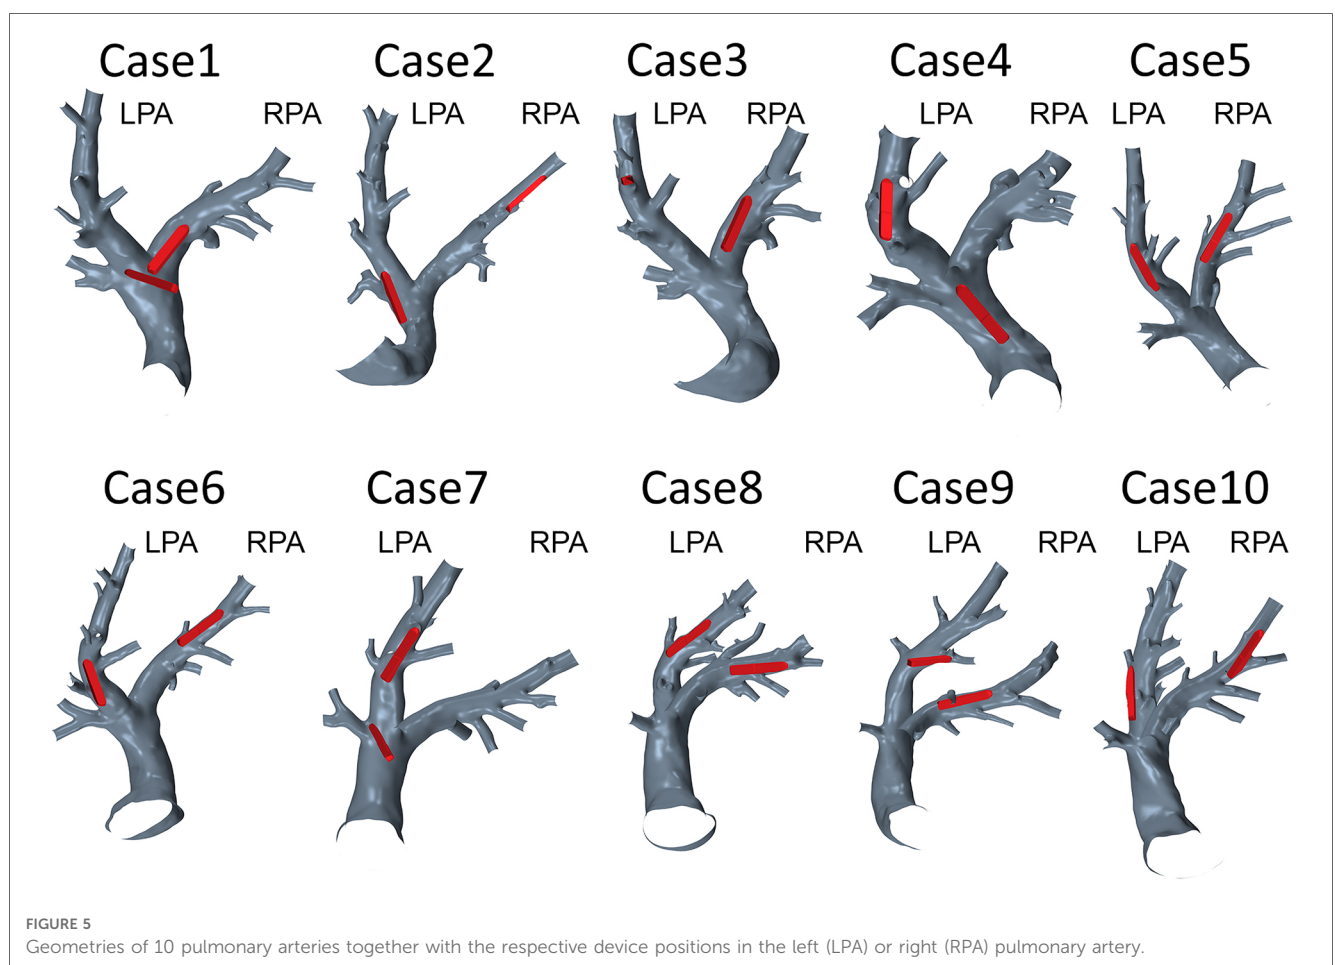 Case1 Case2 Case3 Case4 Case5
LPA RPA LPA RPA LPA RPA LPA RPA LPA RPA
Case6 Case7 Case8 Case9 Case10
LPA RPA LPA RPA LPA RPA LPA RPA LPA RPA
FIGURE 5
Geometries of 10 pulmonary arteries together with the respective device positions in the left (LPA) or right (RPA) pulmonary artery.